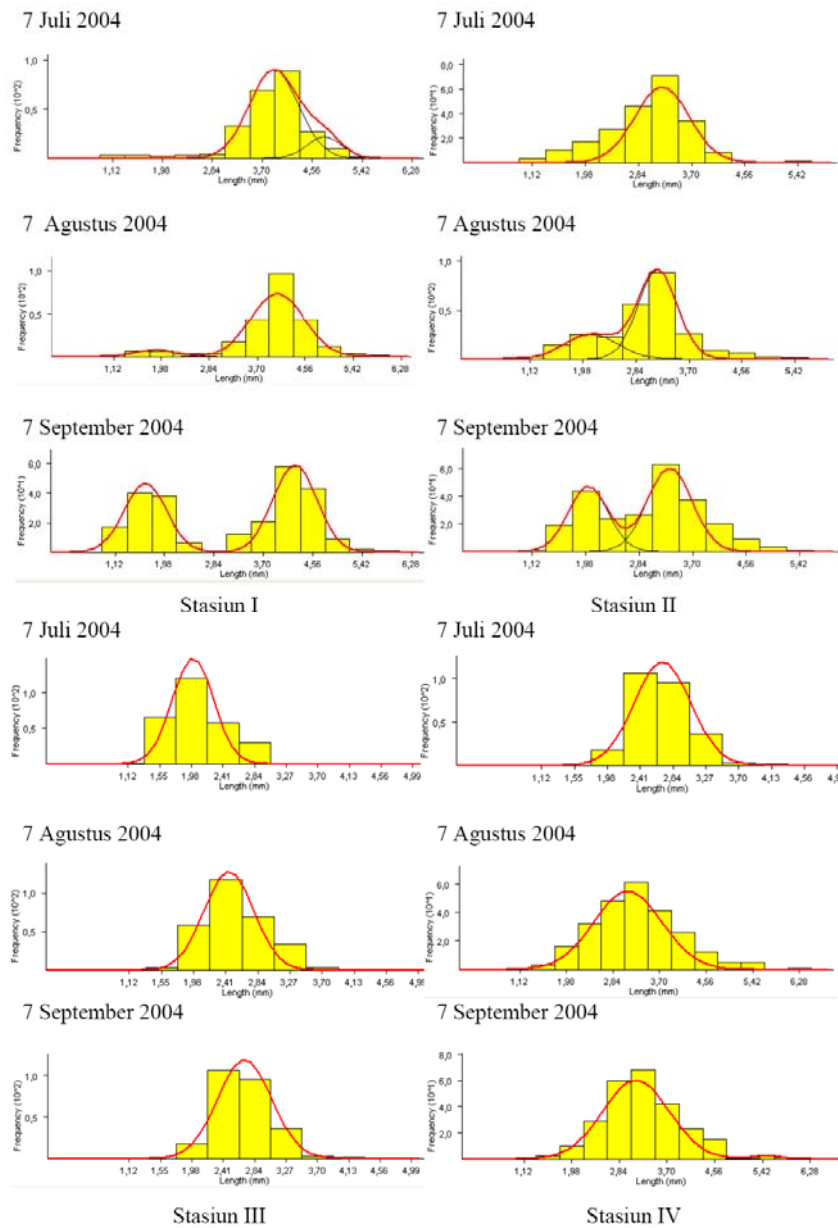 7 Juli 2004
7 Juli 2004
Frequency (10^2)
1,0
0,5
1,12 1,98 2,84 3,70 4,56 5,42 6,28
Length (mm)
Frequency (10^1)
8,0
6,0
4,0
2,0
1,12 1,98 2,84 3,70 4,56 5,42
Length (mm)
7 Agustus 2004
7 Agustus 2004
Frequency (10^2)
1,0
0,5
1,12 1,98 2,84 3,70 4,56 5,42 6,28
Length (mm)
Frequency (10^2)
1,0
0,5
1,12 1,98 2,84 3,70 4,56 5,42
Length (mm)
7 September 2004
7 September 2004
Frequency (10^1)
6,0
4,0
2,0
1,12 1,98 2,84 3,70 4,56 5,42 6,28
Length (mm)
Frequency (10^1)
6,0
4,0
2,0
1,12 1,98 2,84 3,70 4,56 5,42
Length (mm)
Stasiun I
Stasiun II
7 Juli 2004
7 Juli 2004
Frequency (10^2)
1,0
0,5
1,12 1,55 1,98 2,41 2,84 3,27 3,70 4,13 4,56 4,99
Length (mm)
Frequency (10^2)
1,0
0,5
1,12 1,55 1,98 2,41 2,84 3,27 3,70 4,13 4,56
Length (mm)
7 Agustus 2004
7 Agustus 2004
Frequency (10^2)
1,0
0,5
1,12 1,55 1,98 2,41 2,84 3,27 3,70 4,13 4,56 4,99
Length (mm)
Frequency (10^1)
6,0
4,0
2,0
1,12 1,90 2,04 3,70 4,56 5,42 6,20
Length (mm)
7 September 2004
7 September 2004
Frequency (10^2)
1,0
0,5
1,12 1,55 1,98 2,41 2,84 3,27 3,70 4,13 4,56 4,99
Length (mm)
Frequency (10^1)
8,0
6,0
4,0
2,0
1,12 1,98 2,84 3,70 4,56 5,42 6,28
Length (mm)
Stasiun III
Stasiun IV